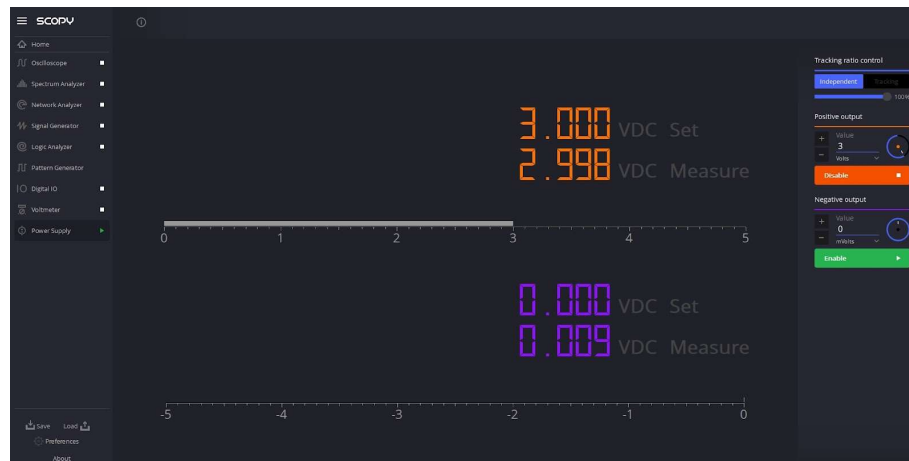 SCOPY
Home
Oscilloscope
Spectrum Analyzer
Network Analyzer
Signal Generator
Logic Analyzer
Pattern Generator
Digital IO
Voltmeter
Power Supply
Save Load
Preferences
About
3.000 VDC Set
2.998 VDC Measure
0 1 2 3 4 5
0.000 VDC Set
0.009 VDC Measure
-5 -4 -3 -2 -1 0
Tracking ratio control
Independent Tracking
100%
Positive output
+ Value
3
- Volts
Disable
Negative output
+ Value
0
- mVolts
Enable